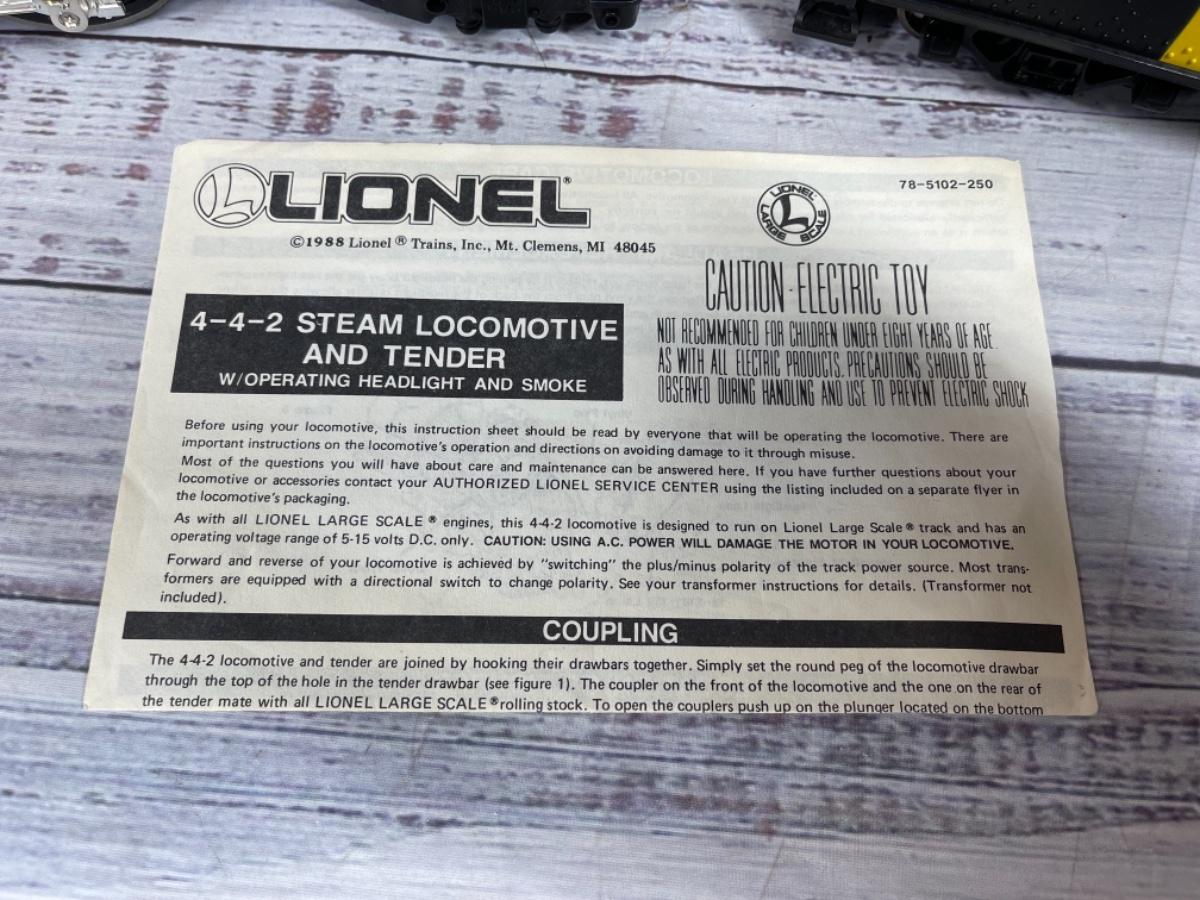 LIONEL®
©1988 Lionel ® Trains, Inc., Mt. Clemens, MI 48045
LIONEL
L
LARGE SCALE
78-5102-250
4-4-2 STEAM LOCOMOTIVE
AND TENDER
W/OPERATING HEADLIGHT AND SMOKE
CAUTION-ELECTRIC TOY
NOT RECOMMENDED FOR CHILDREN UNDER EIGHT YEARS OF AGE.
AS WITH ALL ELECTRIC PRODUCTS, PRECAUTIONS SHOULD BE
OBSERVED DURING HANDLING AND USE TO PREVENT ELECTRIC SHOCK
Before using your locomotive, this instruction sheet should be read by everyone that will be operating the locomotive. There are
important instructions on the locomotive's operation and directions on avoiding damage to it through misuse.
Most of the questions you will have about care and maintenance can be answered here. If you have further questions about your
locomotive or accessories contact your AUTHORIZED LIONEL SERVICE CENTER using the listing included on a separate flyer in
the locomotive's packaging.
As with all LIONEL LARGE SCALE ® engines, this 4-4-2 locomotive is designed to run on Lionel Large Scale ® track and has an
operating voltage range of 5-15 volts D.C. only. CAUTION: USING A.C. POWER WILL DAMAGE THE MOTOR IN YOUR LOCOMOTIVE.
Forward and reverse of your locomotive is achieved by "switching" the plus/minus polarity of the track power source. Most trans-
formers are equipped with a directional switch to change polarity. See your transformer instructions for details. (Transformer not
included).
COUPLING
The 4-4-2 locomotive and tender are joined by hooking their drawbars together. Simply set the round peg of the locomotive drawbar
through the top of the hole in the tender drawbar (see figure 1). The coupler on the front of the locomotive and the one on the rear of
the tender mate with all LIONEL LARGE SCALE ® rolling stock. To open the couplers push up on the plunger located on the bottom